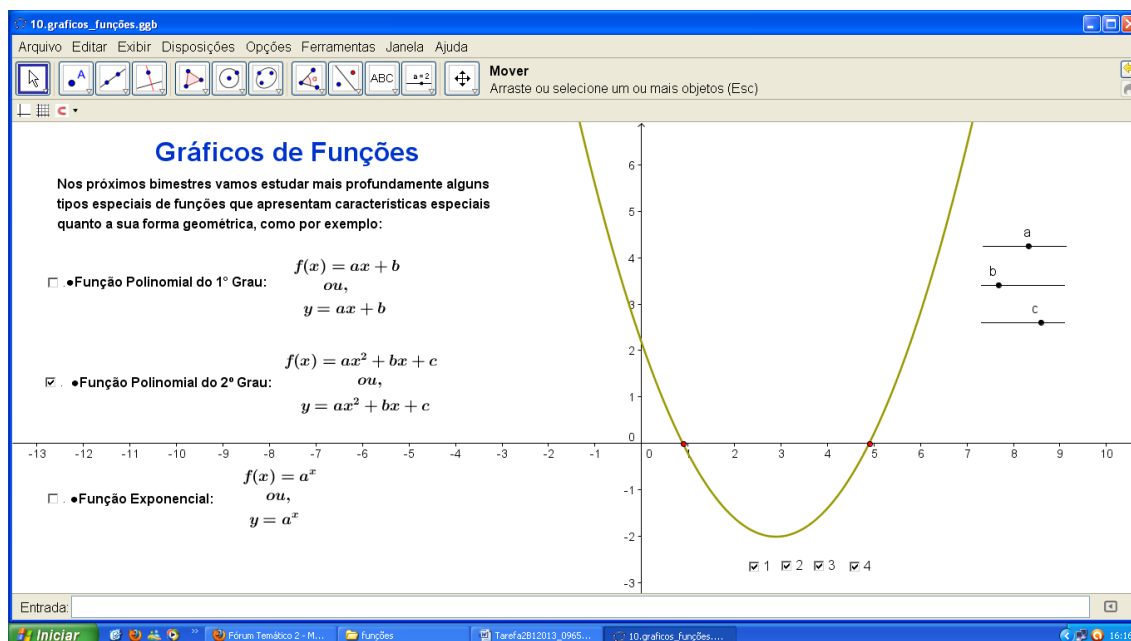 10.graficos_funções.ggb
Arquivo Editar Exibir Disposições Opções Ferramentas Janela Ajuda
A
α
ABC
a=2
Mover
Arraste ou selecione um ou mais objetos (Esc)
Gráficos de Funções
Nos próximos bimestres vamos estudar mais profundamente alguns
tipos especiais de funções que apresentam características especiais
quanto a sua forma geométrica, como por exemplo:
●Função Polinomial do 1° Grau:
f(x) = ax + b
ou,
y = ax + b
●Função Polinomial do 2º Grau:
f(x) = ax² + bx + c
ou,
y = ax² + bx + c
●Função Exponencial:
f(x) = aˣ
ou,
y = aˣ
6
5
4
3
2
1
0
-1
-2
-3
-13 -12 -11 -10 -9 -8 -7 -6 -5 -4 -3 -2 -1 0 1 2 3 4 5 6 7 8 9 10
a
b
c
1 2 3 4
Entrada:
Iniciar
Fórum Temático 2 - M...
funções
Tarefa2B12013_0965...
10.graficos_funções....
16:16